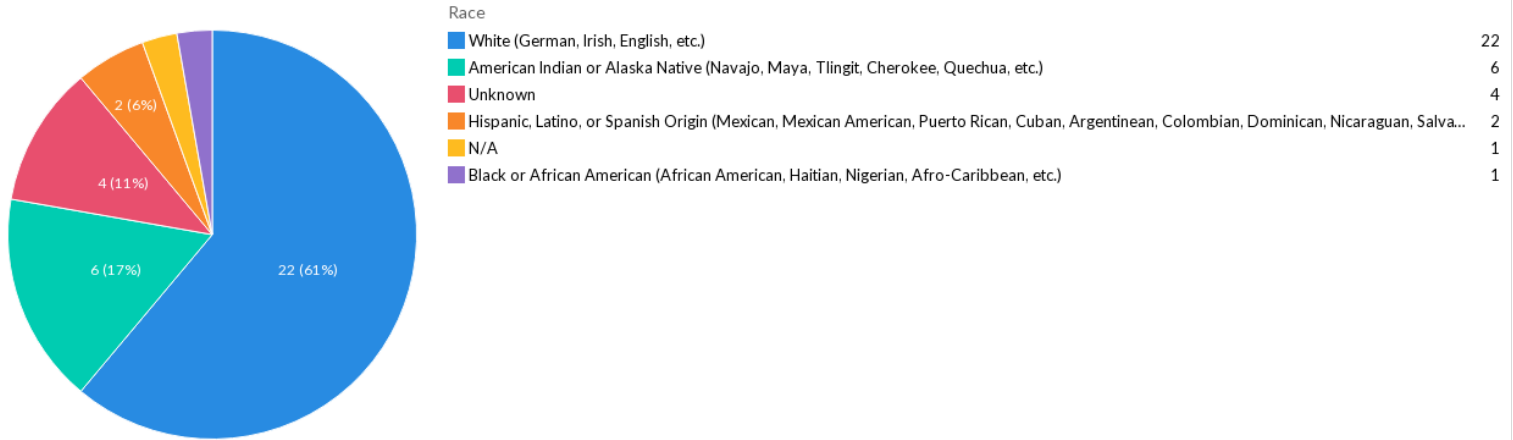 Race
White (German, Irish, English, etc.) 22
American Indian or Alaska Native (Navajo, Maya, Tlingit, Cherokee, Quechua, etc.) 6
Unknown 4
Hispanic, Latino, or Spanish Origin (Mexican, Mexican American, Puerto Rican, Cuban, Argentinean, Colombian, Dominican, Nicaraguan, Salva... 2
N/A 1
Black or African American (African American, Haitian, Nigerian, Afro-Caribbean, etc.) 1
2 (6%)
4 (11%)
6 (17%)
22 (61%)